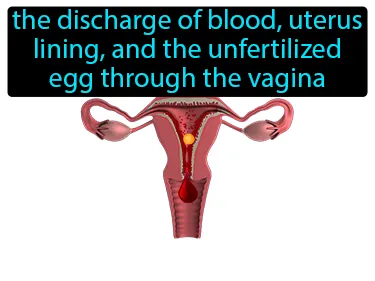 the discharge of blood, uterus
lining, and the unfertilized
egg through the vagina